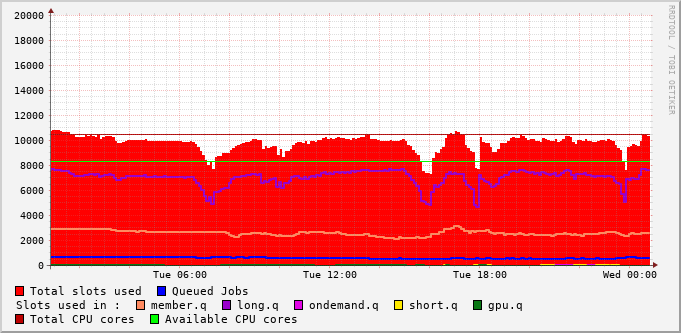 20000
18000
16000
14000
12000
10000
8000
6000
4000
2000
0
Tue 06:00 Tue 12:00 Tue 18:00 Wed 00:00
RRDTOOL / TOBI OETIKER
Total slots used Queued Jobs
Slots used in : member.q long.q ondemand.q short.q gpu.q
Total CPU cores Available CPU cores